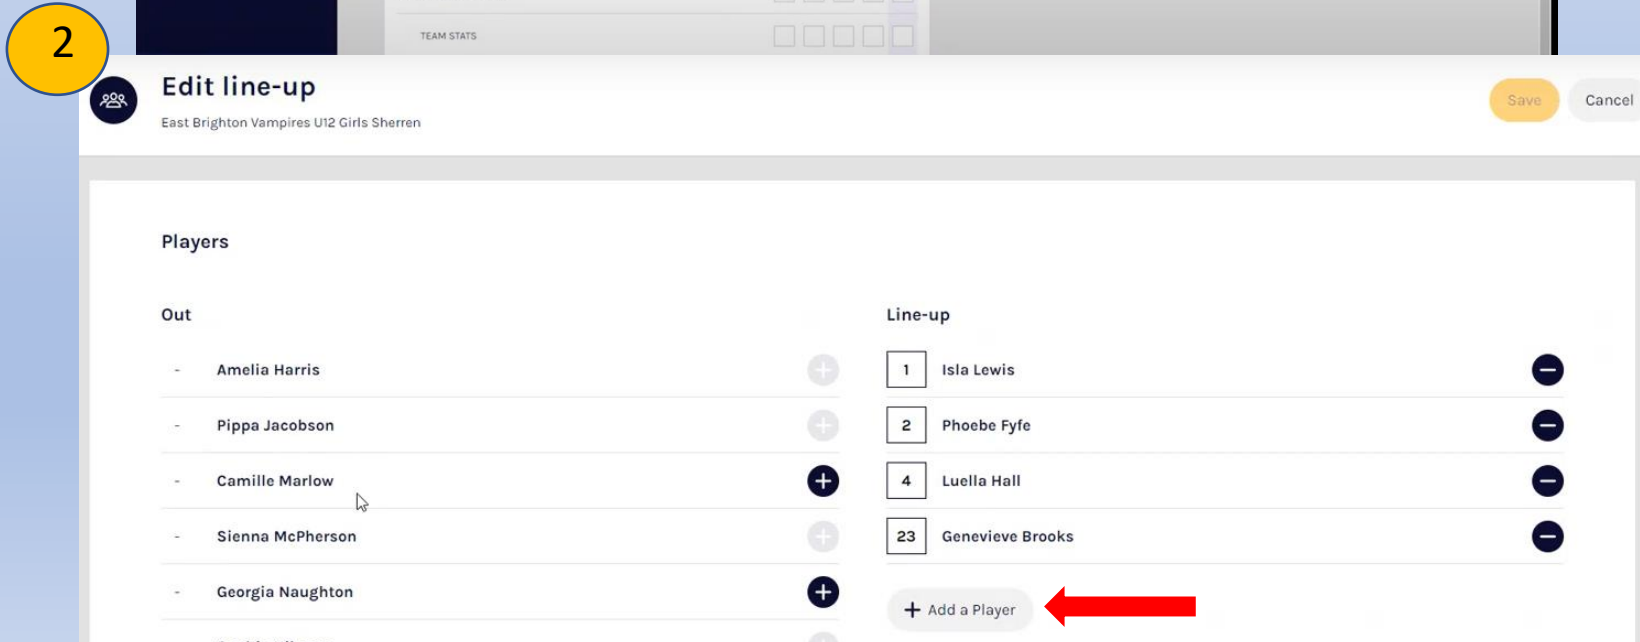 2
TEAM STATS
Edit line-up
East Brighton Vampires U12 Girls Sherren
Save
Cancel
Players
Out
- Amelia Harris
- Pippa Jacobson
- Camille Marlow
- Sienna McPherson
- Georgia Naughton
Line-up
1 Isla Lewis
2 Phoebe Fyfe
4 Luella Hall
23 Genevieve Brooks
+ Add a Player